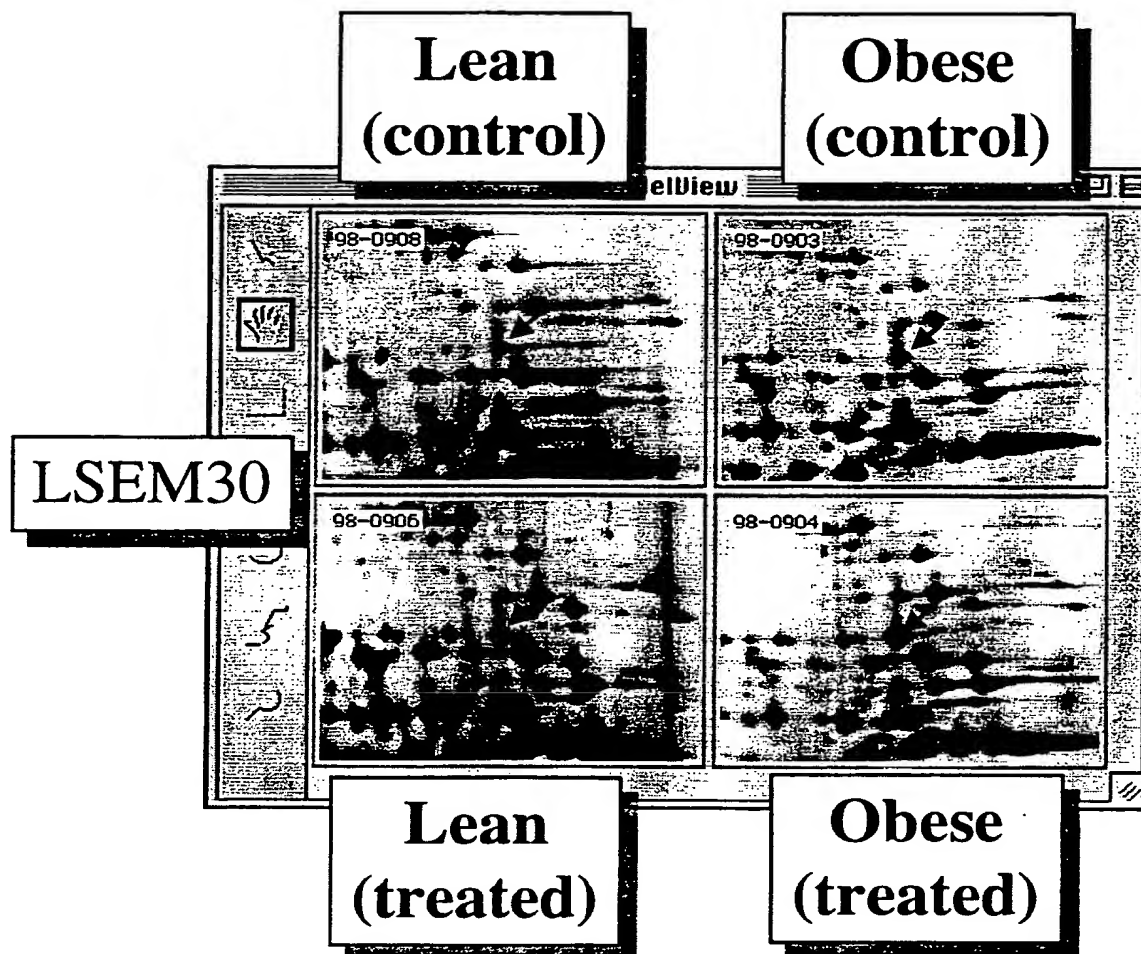 Lean
(control)
Obese
(control)
elView
98-0908
98-0903
LSEM30
98-0906
98-0904
Lean
(treated)
Obese
(treated)